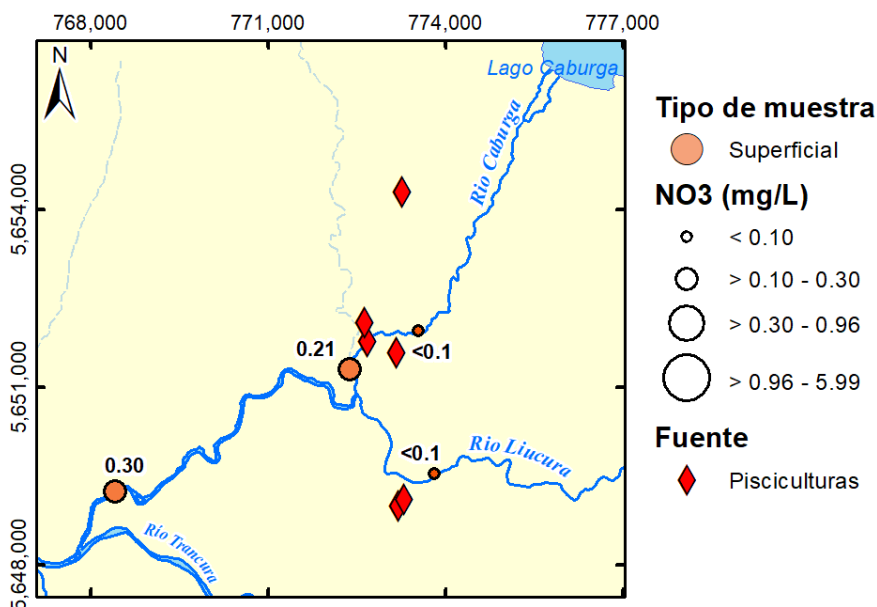 768,000 771,000 774,000 777,000
N
Lago Caburga
Rio Caburga
5,654,000
0.21
<0.1
5,651,000
<0.1
Rio Liucura
0.30
Rio Trancura
5,648,000
Tipo de muestra
Superficial
NO3 (mg/L)
< 0.10
> 0.10 - 0.30
> 0.30 - 0.96
> 0.96 - 5.99
Fuente
Pisciculturas